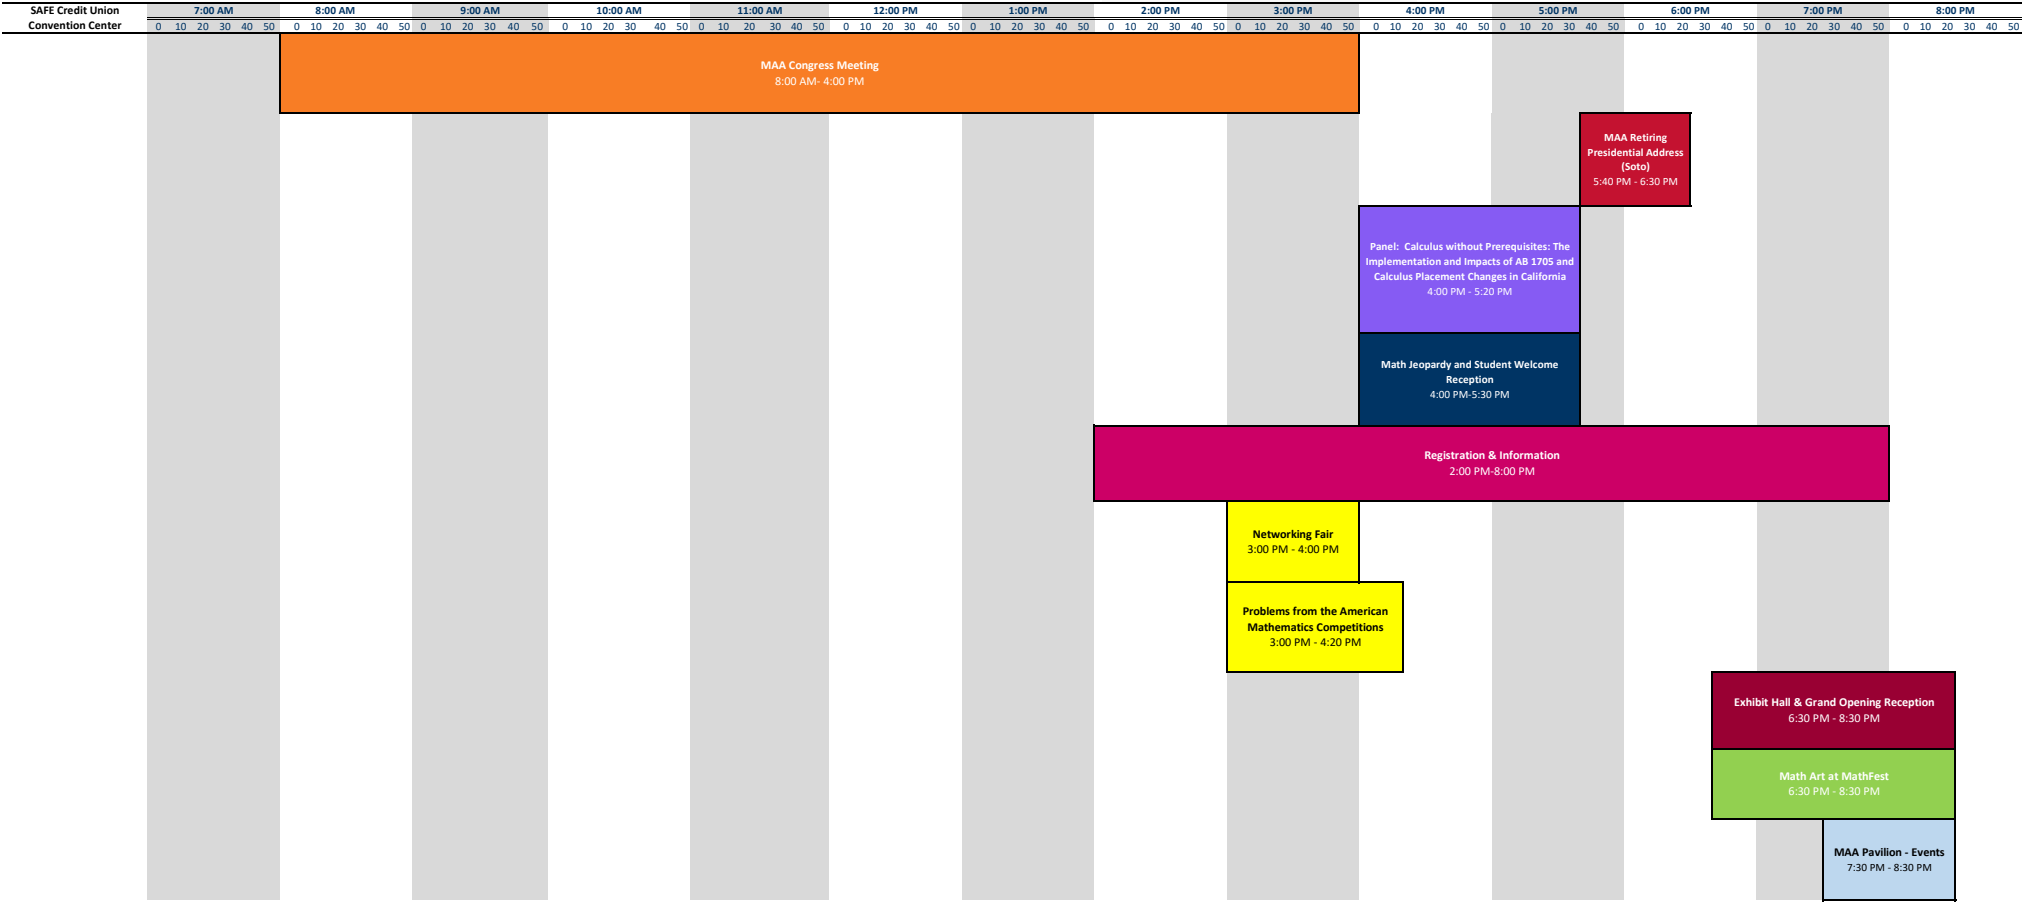 SAFE Credit Union 7:00 AM 8:00 AM 9:00 AM 10:00 AM 11:00 AM 12:00 PM 1:00 PM 2:00 PM 3:00 PM 4:00 PM 5:00 PM 6:00 PM 7:00 PM 8:00 PM
Convention Center 0 10 20 30 40 50 0 10 20 30 40 50 0 10 20 30 40 50 0 10 20 30 40 50 0 10 20 30 40 50 0 10 20 30 40 50 0 10 20 30 40 50 0 10 20 30 40 50 0 10 20 30 40 50 0 10 20 30 40 50 0 10 20 30 40 50 0 10 20 30 40 50 0 10 20 30 40 50 0 10 20 30 40 50
MAA Congress Meeting
8:00 AM- 4:00 PM
MAA Retiring
Presidential Address
(Soto)
5:40 PM - 6:30 PM
Panel: Calculus without Prerequisites: The
Implementation and Impacts of AB 1705 and
Calculus Placement Changes in California
4:00 PM - 5:20 PM
Math Jeopardy and Student Welcome
Reception
4:00 PM-5:30 PM
Registration & Information
2:00 PM-8:00 PM
Networking Fair
3:00 PM - 4:00 PM
Problems from the American
Mathematics Competitions
3:00 PM - 4:20 PM
Exhibit Hall & Grand Opening Reception
6:30 PM - 8:30 PM
Math Art at MathFest
6:30 PM - 8:30 PM
MAA Pavilion - Events
7:30 PM - 8:30 PM